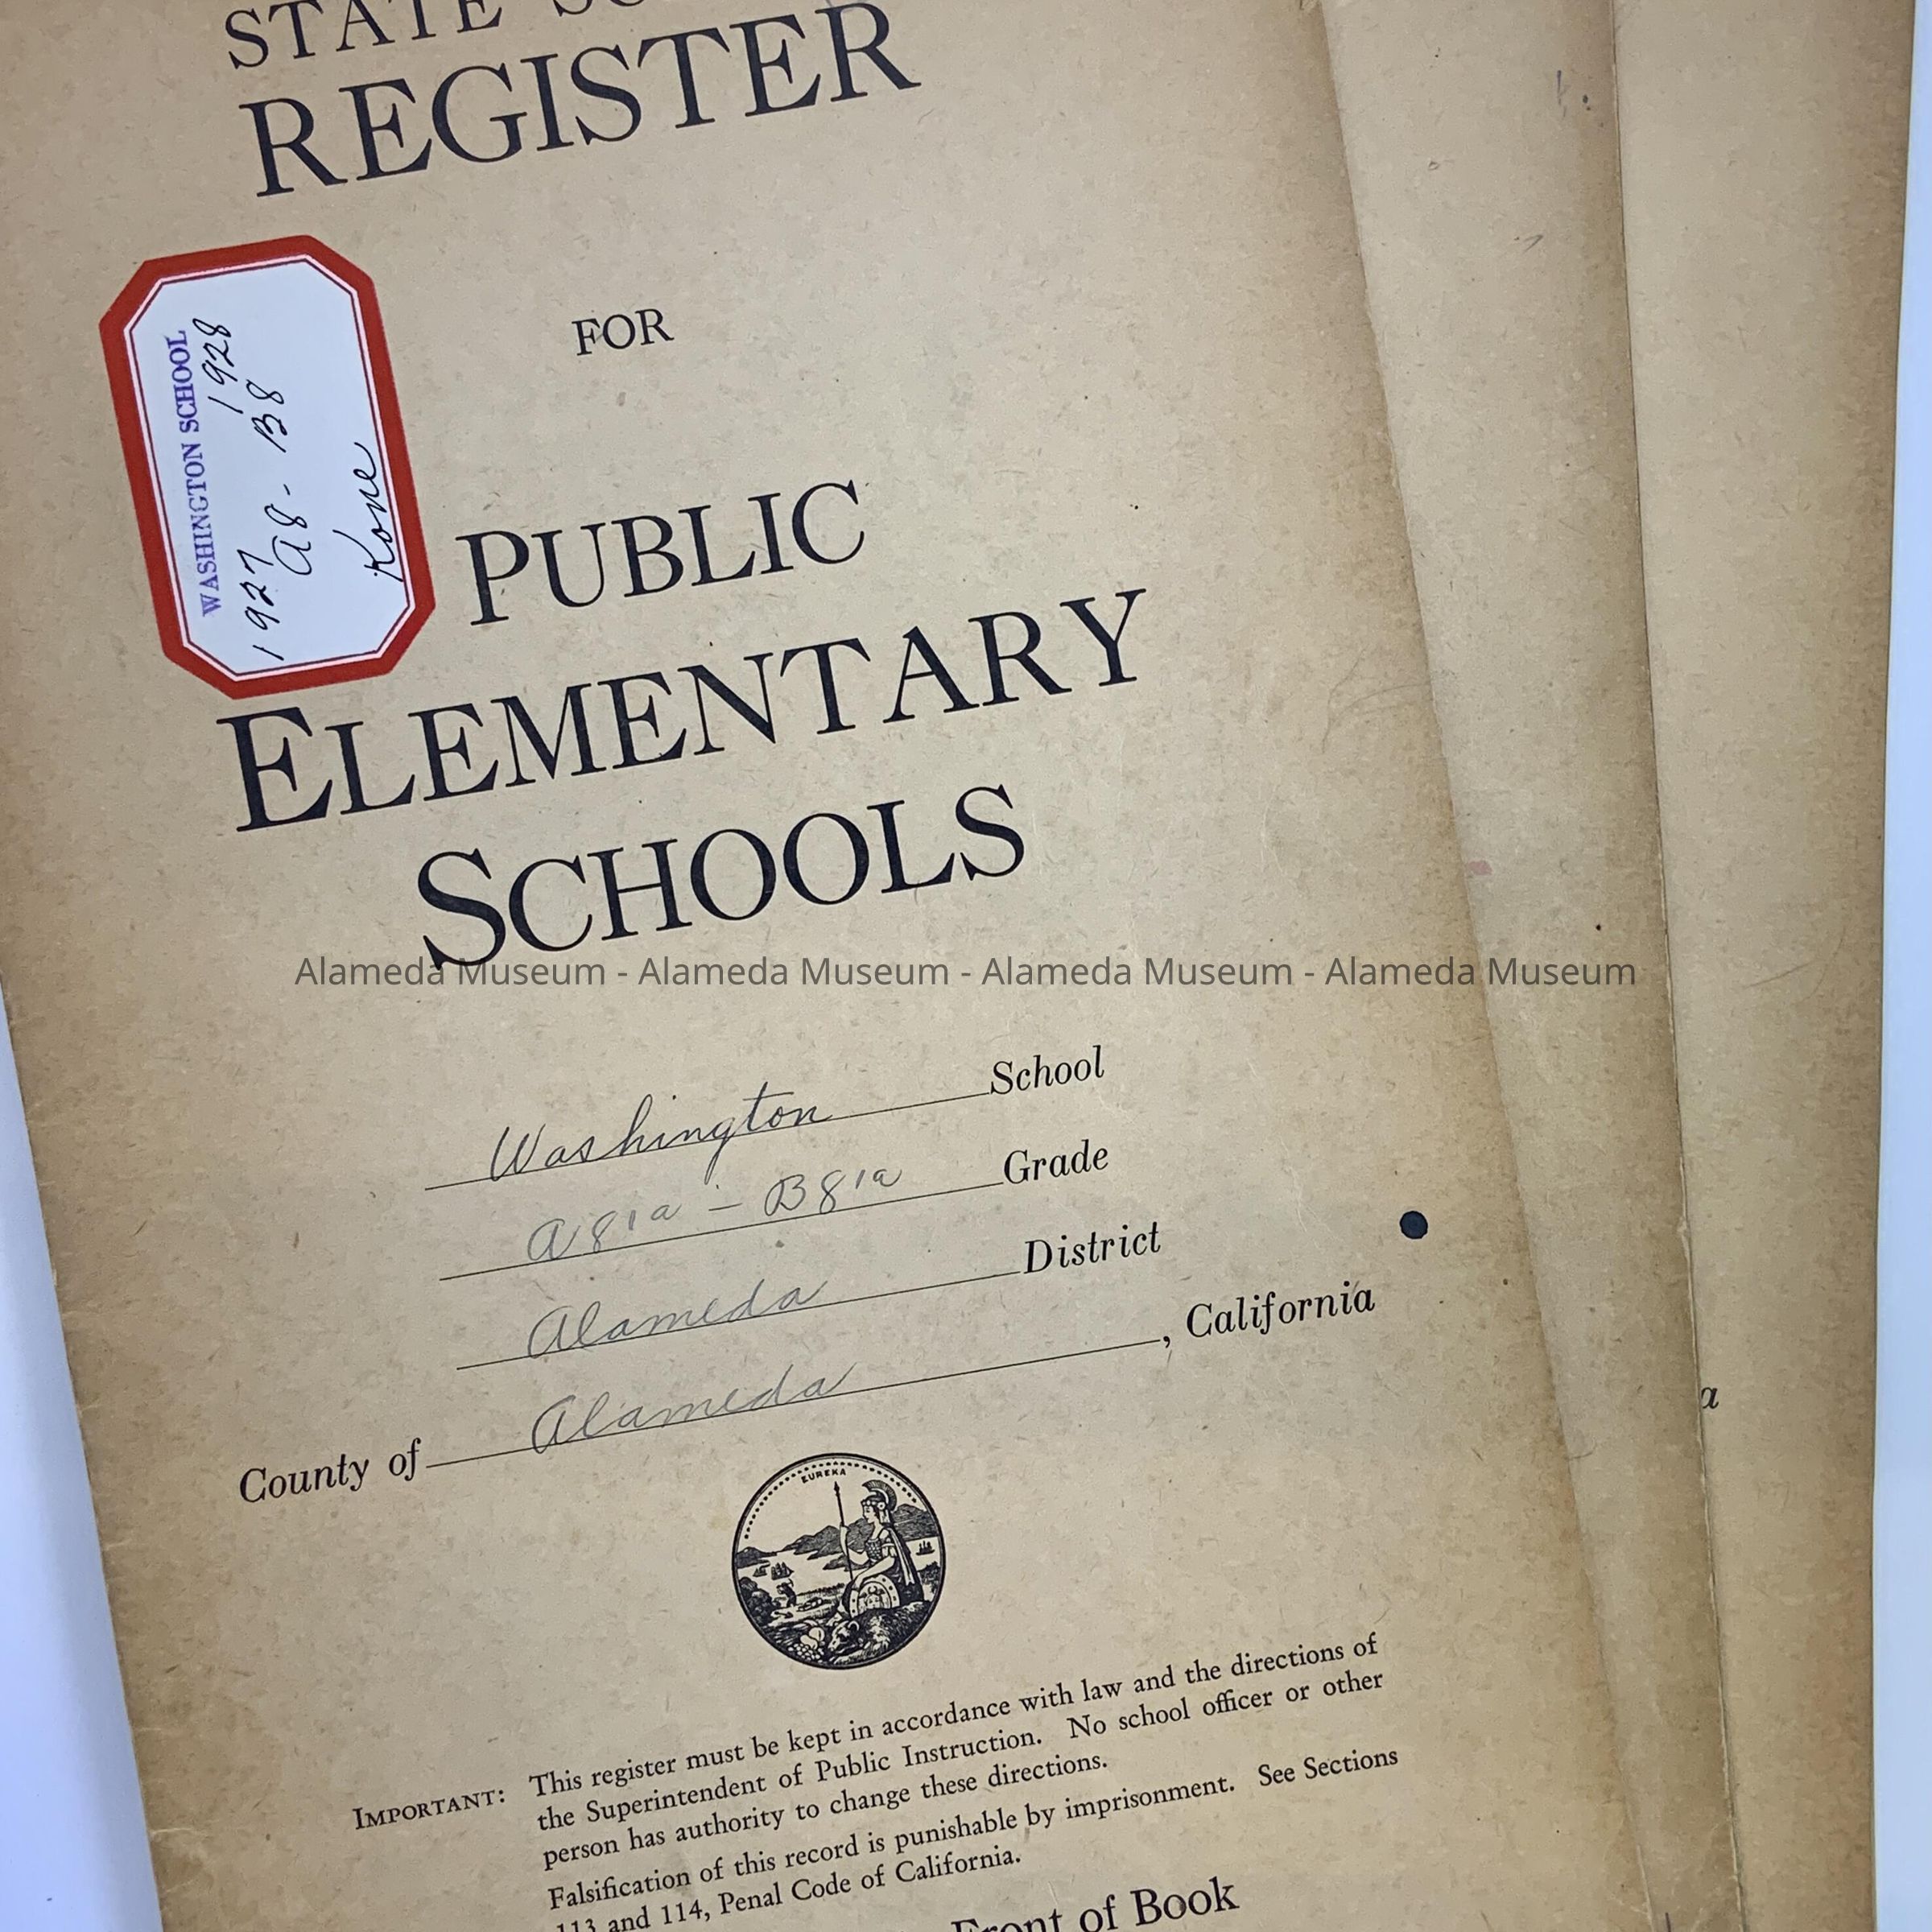 STATE
REGISTER
FOR
WASHINGTON SCHOOL
1927 1928
a8 - B8
Kone
PUBLIC
ELEMENTARY
SCHOOLS
Alameda Museum - Alameda Museum - Alameda Museum - Alameda Museum
Washington School
a8 1a - B8 1a Grade
Alameda District
County of Alameda, California
a
EUREKA
IMPORTANT: This register must be kept in accordance with law and the directions of
the Superintendent of Public Instruction. No school officer or other
person has authority to change these directions.
Falsification of this record is punishable by imprisonment. See Sections
113 and 114, Penal Code of California.
Front of Book